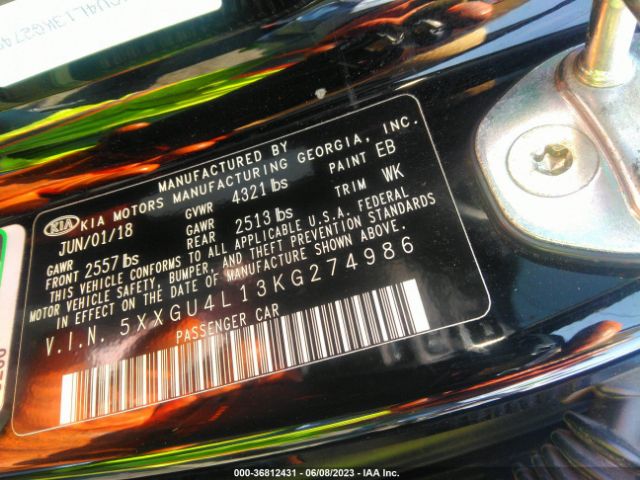 GU4L13KG274
MANUFACTURED BY
KIA KIA MOTORS MANUFACTURING GEORGIA, INC.
JUN/01/18 GVWR 4321 lbs PAINT EB
GAWR FRONT 2557 lbs GAWR REAR 2513 lbs TRIM WK
THIS VEHICLE CONFORMS TO ALL APPLICABLE U.S.A. FEDERAL
MOTOR VEHICLE SAFETY, BUMPER, AND THEFT PREVENTION STANDARDS
IN EFFECT ON THE DATE OF MANUFACTURE SHOWN ABOVE.
V.I.N. 5XXGU4L13KG274986
PASSENGER CAR
000-36812431 - 06/08/2023 - IAA Inc.